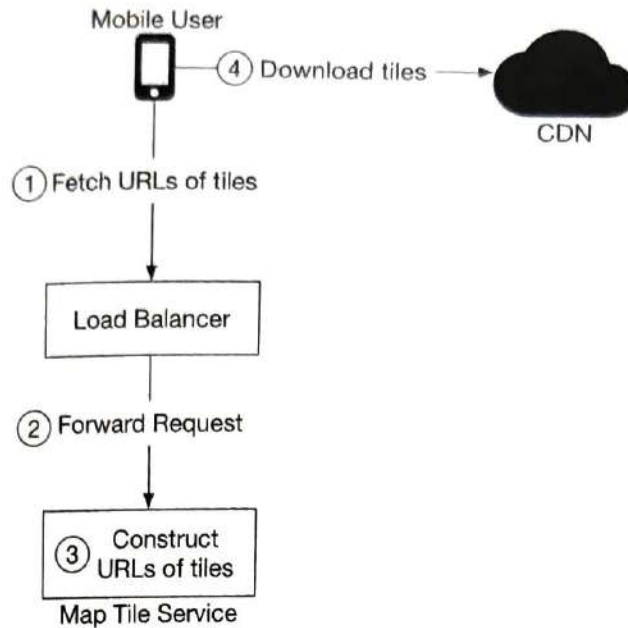 Mobile User
4 Download tiles
CDN
1 Fetch URLs of tiles
Load Balancer
2 Forward Request
3 Construct
URLs of tiles
Map Tile Service